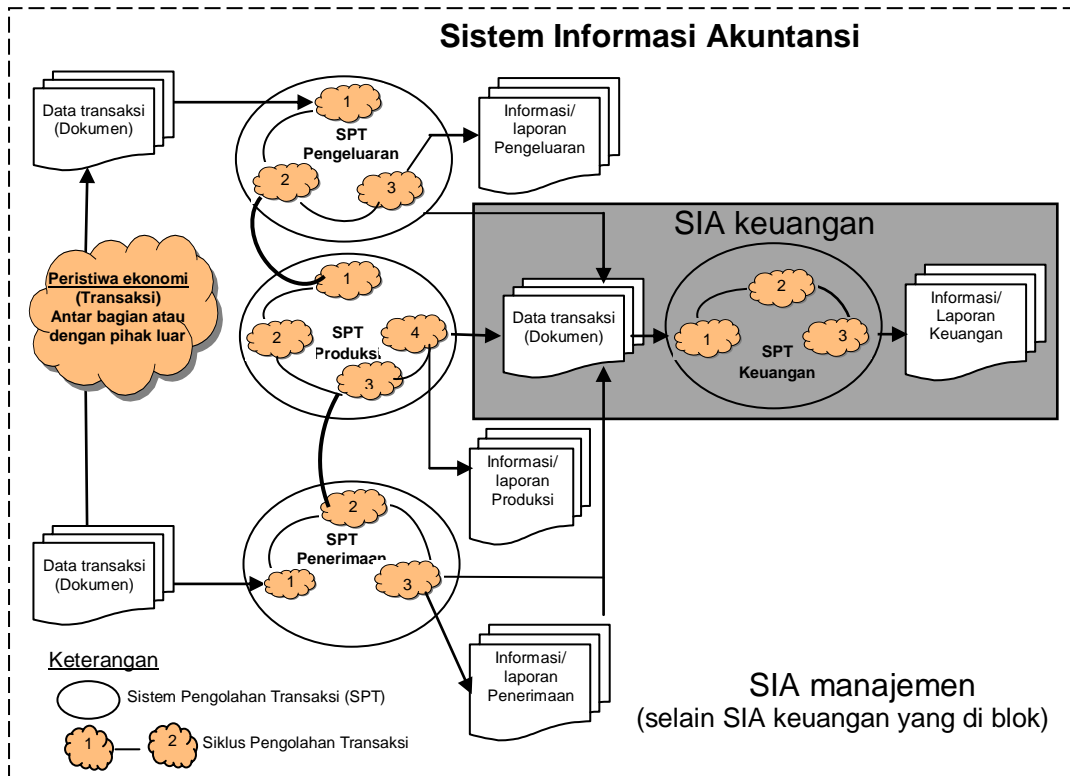 Sistem Informasi Akuntansi
Data transaksi
(Dokumen)
1
SPT
Pengeluaran
2
3
Informasi/
laporan
Pengeluaran
Peristiwa ekonomi
(Transaksi)
Antar bagian atau
dengan pihak luar
1
2
SPT
Produksi
4
3
SIA keuangan
Data transaksi
(Dokumen)
1
2
3
SPT
Keuangan
Informasi/
Laporan
Keuangan
Informasi/
laporan
Produksi
Data transaksi
(Dokumen)
2
SPT
Penerimaan
1
3
Informasi/
laporan
Penerimaan
Keterangan
Sistem Pengolahan Transaksi (SPT)
1
2
Siklus Pengolahan Transaksi
SIA manajemen
(selain SIA keuangan yang di blok)